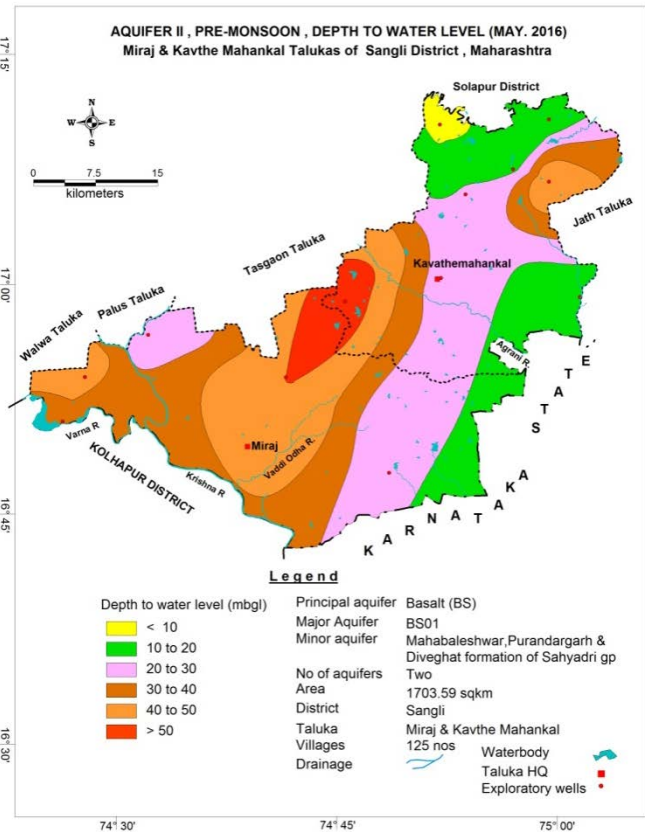 AQUIFER II , PRE-MONSOON , DEPTH TO WATER LEVEL (MAY. 2016)
Miraj & Kavthe Mahankal Talukas of Sangli District , Maharashtra
17° 15'
17° 00'
16° 45'
16° 30'
N
W E
S
0 7.5 15
kilometers
Solapur District
Jath Taluka
Tasgaon Taluka
Kavathemahankal
Palus Taluka
Walwa Taluka
Agrani R.
Varna R
Miraj
Vaddi Odha R.
Krishna R
KOLHAPUR DISTRICT
KARNATAKA STATE
Legend
Depth to water level (mbgl)
< 10
10 to 20
20 to 30
30 to 40
40 to 50
> 50
Principal aquifer Basalt (BS)
Major Aquifer BS01
Minor aquifer Mahabaleshwar,Purandargarh &
Diveghat formation of Sahyadri gp
No of aquifers Two
Area 1703.59 sqkm
District Sangli
Taluka Miraj & Kavthe Mahankal
Villages 125 nos
Drainage
Waterbody
Taluka HQ
Exploratory wells
74° 30' 74° 45' 75° 00'